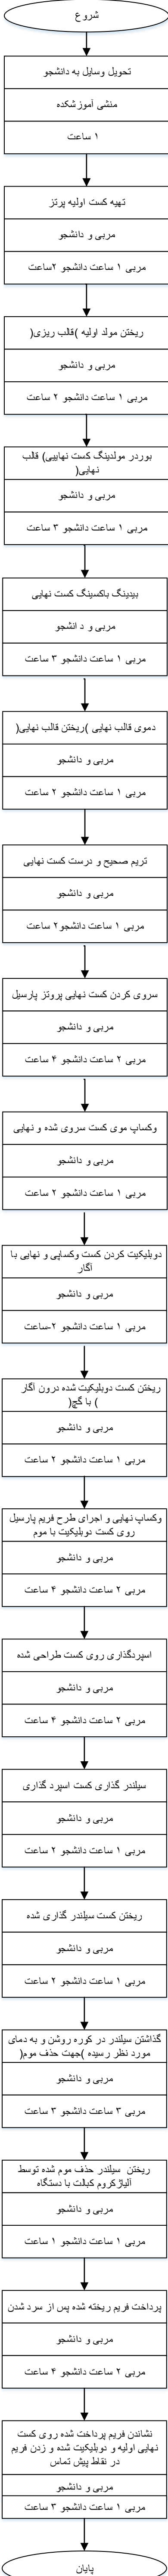 شروع
تحویل وسایل به دانشجو
منشی آموزشکده
۱ ساعت
تهیه کست اولیه پرتز
مربی و دانشجو
مربی ۱ ساعت دانشجو ۲ساعت
ریختن مولد اولیه )قالب ریزی(
مربی و دانشجو
مربی ۱ ساعت دانشجو ۲ ساعت
بوردر مولدینگ کست نهایی) قالب
نهایی(
مربی و دانشجو
مربی ۱ ساعت دانشجو ۳ ساعت
بیدینگ باکسینگ کست نهایی
مربی و د انشجو
مربی ۱ ساعت دانشجو ۳ ساعت
دموی قالب نهایی )ریختن قالب نهایی(
مربی و دانشجو
مربی ۱ ساعت دانشجو ۲ ساعت
تریم صحیح و درست کست نهایی
مربی و دانشجو
مربی ۱ ساعت دانشجو۲ ساعت
سروی کردن کست نهایی پروتز پارسیل
مربی و دانشجو
مربی ۲ ساعت دانشجو ۴ ساعت
وکساپ موی کست سروی شده و نهایی
مربی و دانشجو
مربی ۱ ساعت دانشجو ۲ ساعت
دوبلیکیت کردن کست وکساپی و نهایی با
آگار
مربی و دانشجو
مربی ۱ ساعت دانشجو ۲-ساعت
ریختن کست دوبلیکیت شده درون آگار
) با گچ(
مربی و دانشجو
مربی ۱ ساعت دانشجو ۲ ساعت
وکساپ نهایی و اجرای طرح فریم پارسیل
روی کست دوبلیکیت با موم
مربی و دانشجو
مربی ۲ ساعت دانشجو ۴ ساعت
اسپردگذاری روی کست طراحی شده
مربی و دانشجو
مربی ۲ ساعت دانشجو ۴ ساعت
سیلندر گذاری کست اسپرد گذاری
مربی و دانشجو
مربی ۱ ساعت دانشجو ۲ ساعت
ریختن کست سیلندر گذاری شده
مربی و دانشجو
مربی ۱ ساعت دانشجو ۲ ساعت
گذاشتن سیلندر در کوره روشن و به دمای
مورد نظر رسیده )جهت حذف موم(
مربی و دانشجو
مربی ۳ ساعت دانشجو ۳ ساعت
ریختن سیلندر حذف موم شده توسط
آلیاژ کروم کبالت با دستگاه
مربی و دانشجو
مربی ۱ ساعت دانشجو ۱ ساعت
پرداخت فریم ریخته شده پس از سرد شدن
مربی و دانشجو
مربی ۲ ساعت دانشجو ۴ ساعت
نشاندن فریم پرداخت شده روی کست
نهایی اولیه و دوبلیکیت شده و زدن فریم
در نقاط پیش تماس
مربی و دانشجو
مربی ۱ ساعت دانشجو ۳ ساعت
پایان